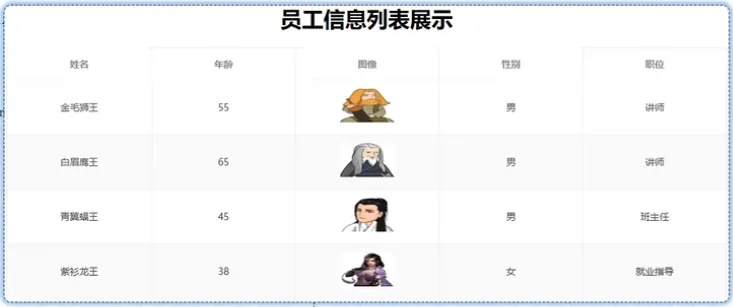 员工信息列表展示
姓名 年龄 图像 性别 职位
金毛狮王 55 男 讲师
白眉鹰王 65 男 讲师
青翼蝠王 45 男 班主任
紫衫龙王 38 女 就业指导